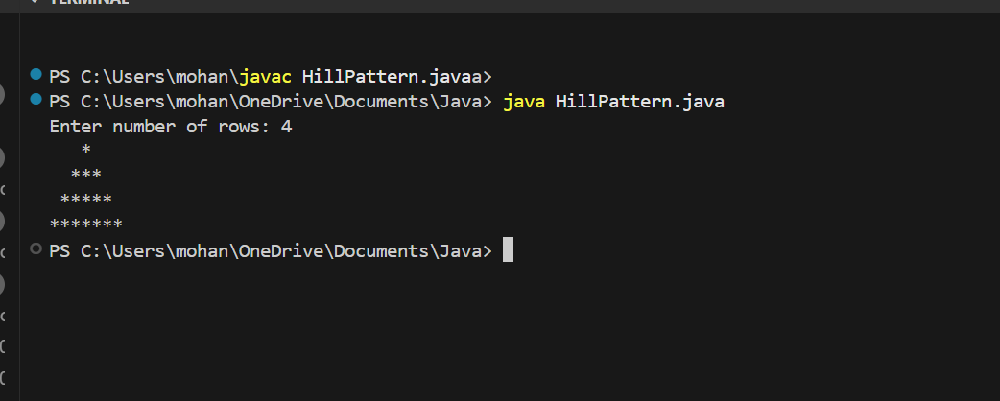 TERMINAL
PS C:\Users\mohan\javac HillPattern.javaa>
PS C:\Users\mohan\OneDrive\Documents\Java> java HillPattern.java
Enter number of rows: 4
   *
  ***
 *****
*******
PS C:\Users\mohan\OneDrive\Documents\Java>